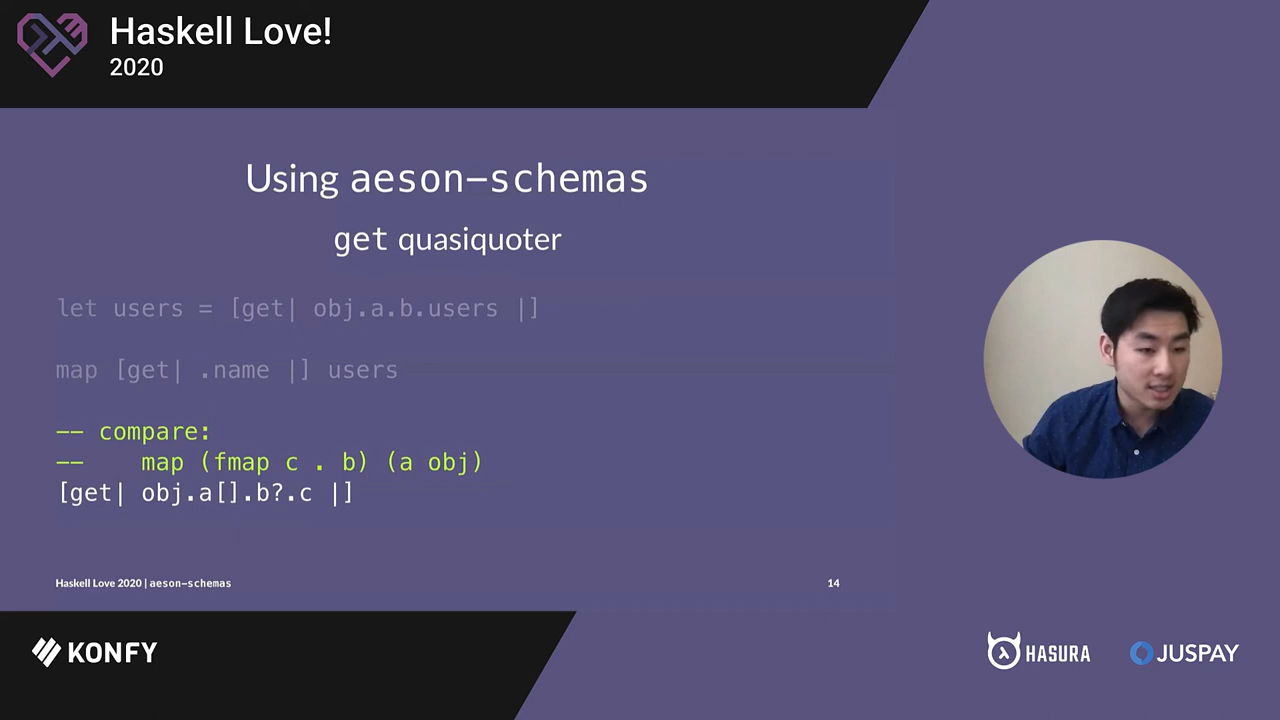 Haskell Love!
2020
Using aeson-schemas
get quasiquoter
let users = [get| obj.a.b.users |]
map [get| .name |] users
-- compare:
--    map (fmap c . b) (a obj)
[get| obj.a[].b?.c |]
Haskell Love 2020 | aeson-schemas
14
KONFY
HASURA
JUSPAY